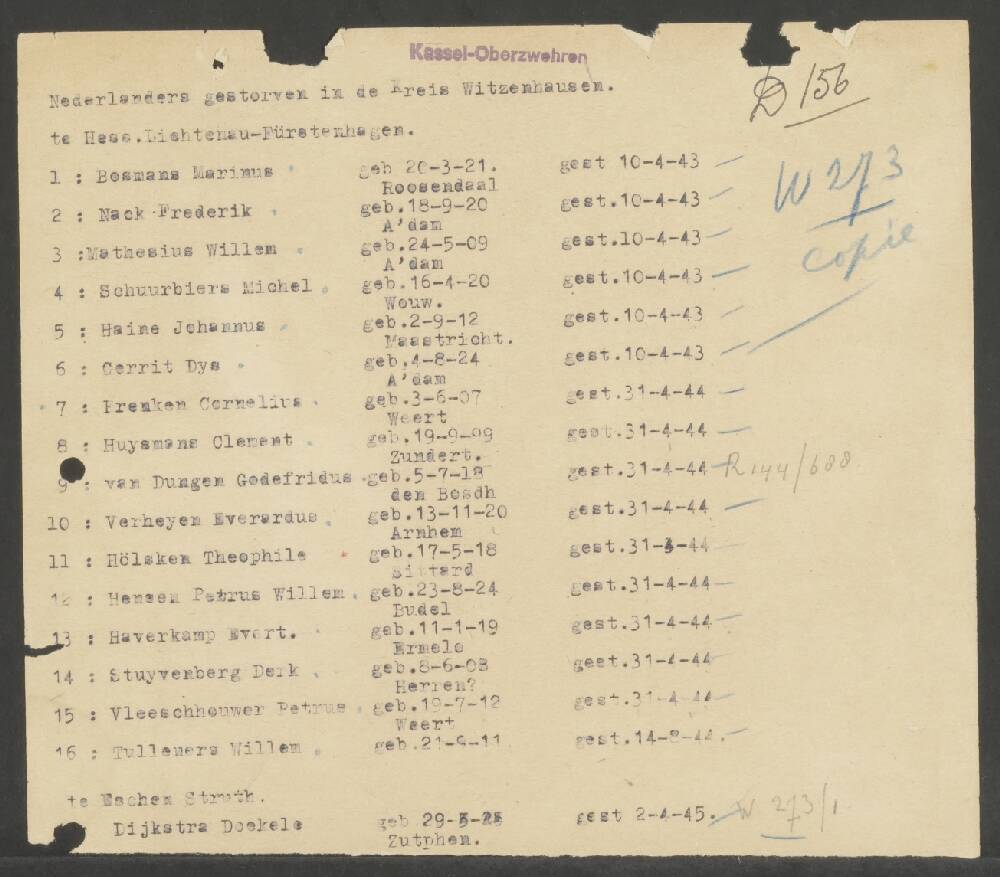 Kassel-Oberzwehren
D 156
Nederlanders gestorven in de Kreis Witzenhausen.
te Hess.Lichtenau-Fürstenhagen.
W 273
copie
1 : Bosmans Marinus geb 20-3-21. gest 10-4-43
Roosendaal
2 : Nack Frederik geb.18-9-20 gest.10-4-43
A'dam
3 :Mathesius Willem geb.24-5-09 gest.10-4-43
A'dam
4 : Schuurbiers Michel geb.16-4-20 gest.10-4-43
Wouw.
5 : Haine Johannus geb.2-9-12 gest.10-4-43
Maastricht.
6 : Gerrit Dys geb.4-8-24 gest.10-4-43
A'dam
7 : Frenken Cornelius geb.3-6-07 gest.31-4-44
Weert
8 : Huysmans Clement geb.19-9-09 gest.31-4-44
Zundert.
9 : van Dungen Godefridus geb.5-7-18 gest.31-4-44 R 144/688
den Bosdh
10 : Verheyen Everardus geb.13-11-20 gest.31-4-44
Arnhem
11 : Hölsken Theophile geb.17-5-18 gest.31-3-44
Sittard
12 : Hensen Petrus Willem geb.23-8-24 gest.31-4-44
Budel
13 : Haverkamp Evert. geb.11-1-19 gest.31-4-44
Ermelo
14 : Stuyvenberg Derk geb.8-6-08 gest.31-4-44
Herren?
15 : Vleeschhouwer Petrus geb.19-7-12 gest.31-4-44
Weert
16 : Tulleners Willem geb.21-9-11 gest.14-8-44.
te Eschen Struth.
Dijkstra Doekele geb 29-5-25 gest 2-4-45. W 273/1
Zutphen.